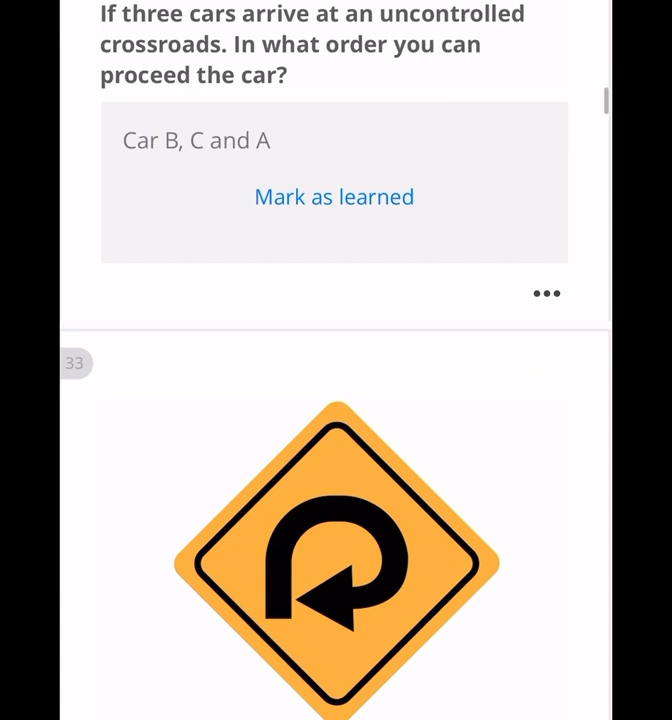 If three cars arrive at an uncontrolled
crossroads. In what order you can
proceed the car?
Car B, C and A
Mark as learned
33